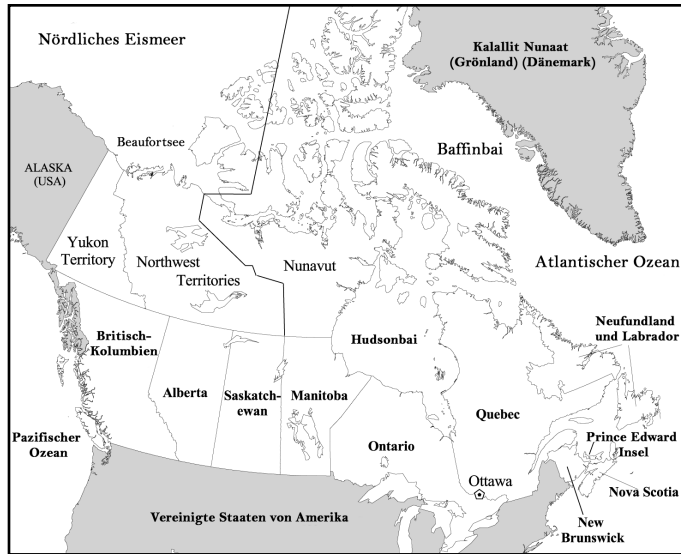 Nördliches Eismeer
Kalallit Nunaat
(Grönland) (Dänemark)
Beaufortsee
Baffinbai
ALASKA
(USA)
Yukon
Territory
Northwest
Territories
Nunavut
Atlantischer Ozean
Neufundland
und Labrador
Britisch-
Kolumbien
Hudsonbai
Alberta
Saskatch-
ewan
Manitoba
Quebec
Pazifischer
Ozean
Ontario
Prince Edward
Insel
Ottawa
Nova Scotia
Vereinigte Staaten von Amerika
New
Brunswick